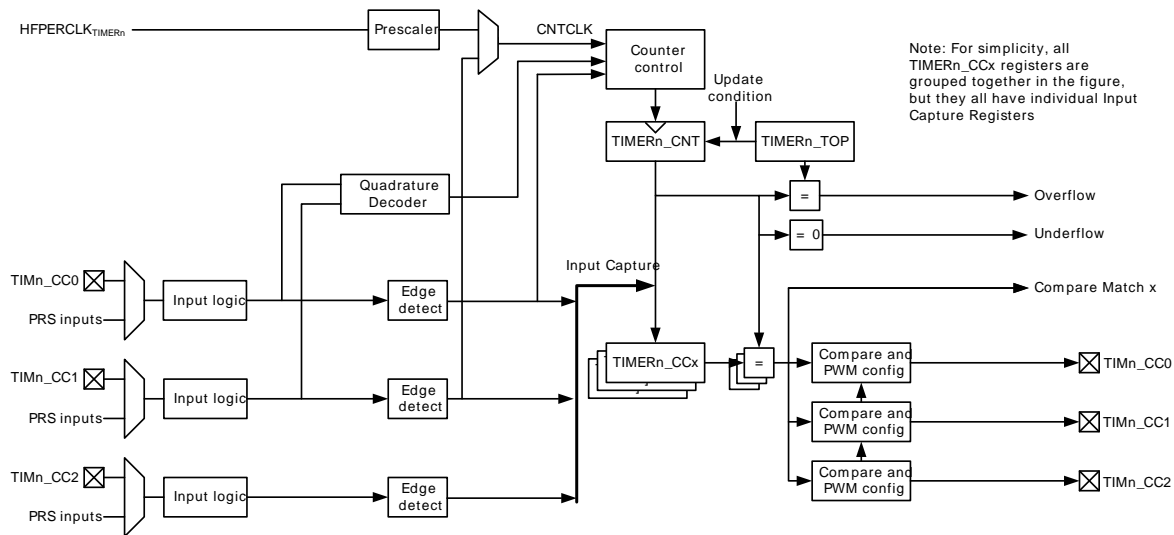 HFPERCLKTIMERn
Prescaler
CNTCLK
Counter
control
Note: For simplicity, all
TIMERn_CCx registers are
grouped together in the figure,
but they all have individual Input
Capture Registers
Update
condition
TIMERn_CNT
TIMERn_TOP
Quadrature
Decoder
=
Overflow
= 0
Underflow
TIMn_CC0
PRS inputs
Input logic
Edge
detect
Input Capture
Compare Match x
TIMERn_CCx
=
Compare and
PWM config
TIMn_CC0
TIMn_CC1
PRS inputs
Input logic
Edge
detect
Compare and
PWM config
TIMn_CC1
TIMn_CC2
PRS inputs
Input logic
Edge
detect
Compare and
PWM config
TIMn_CC2